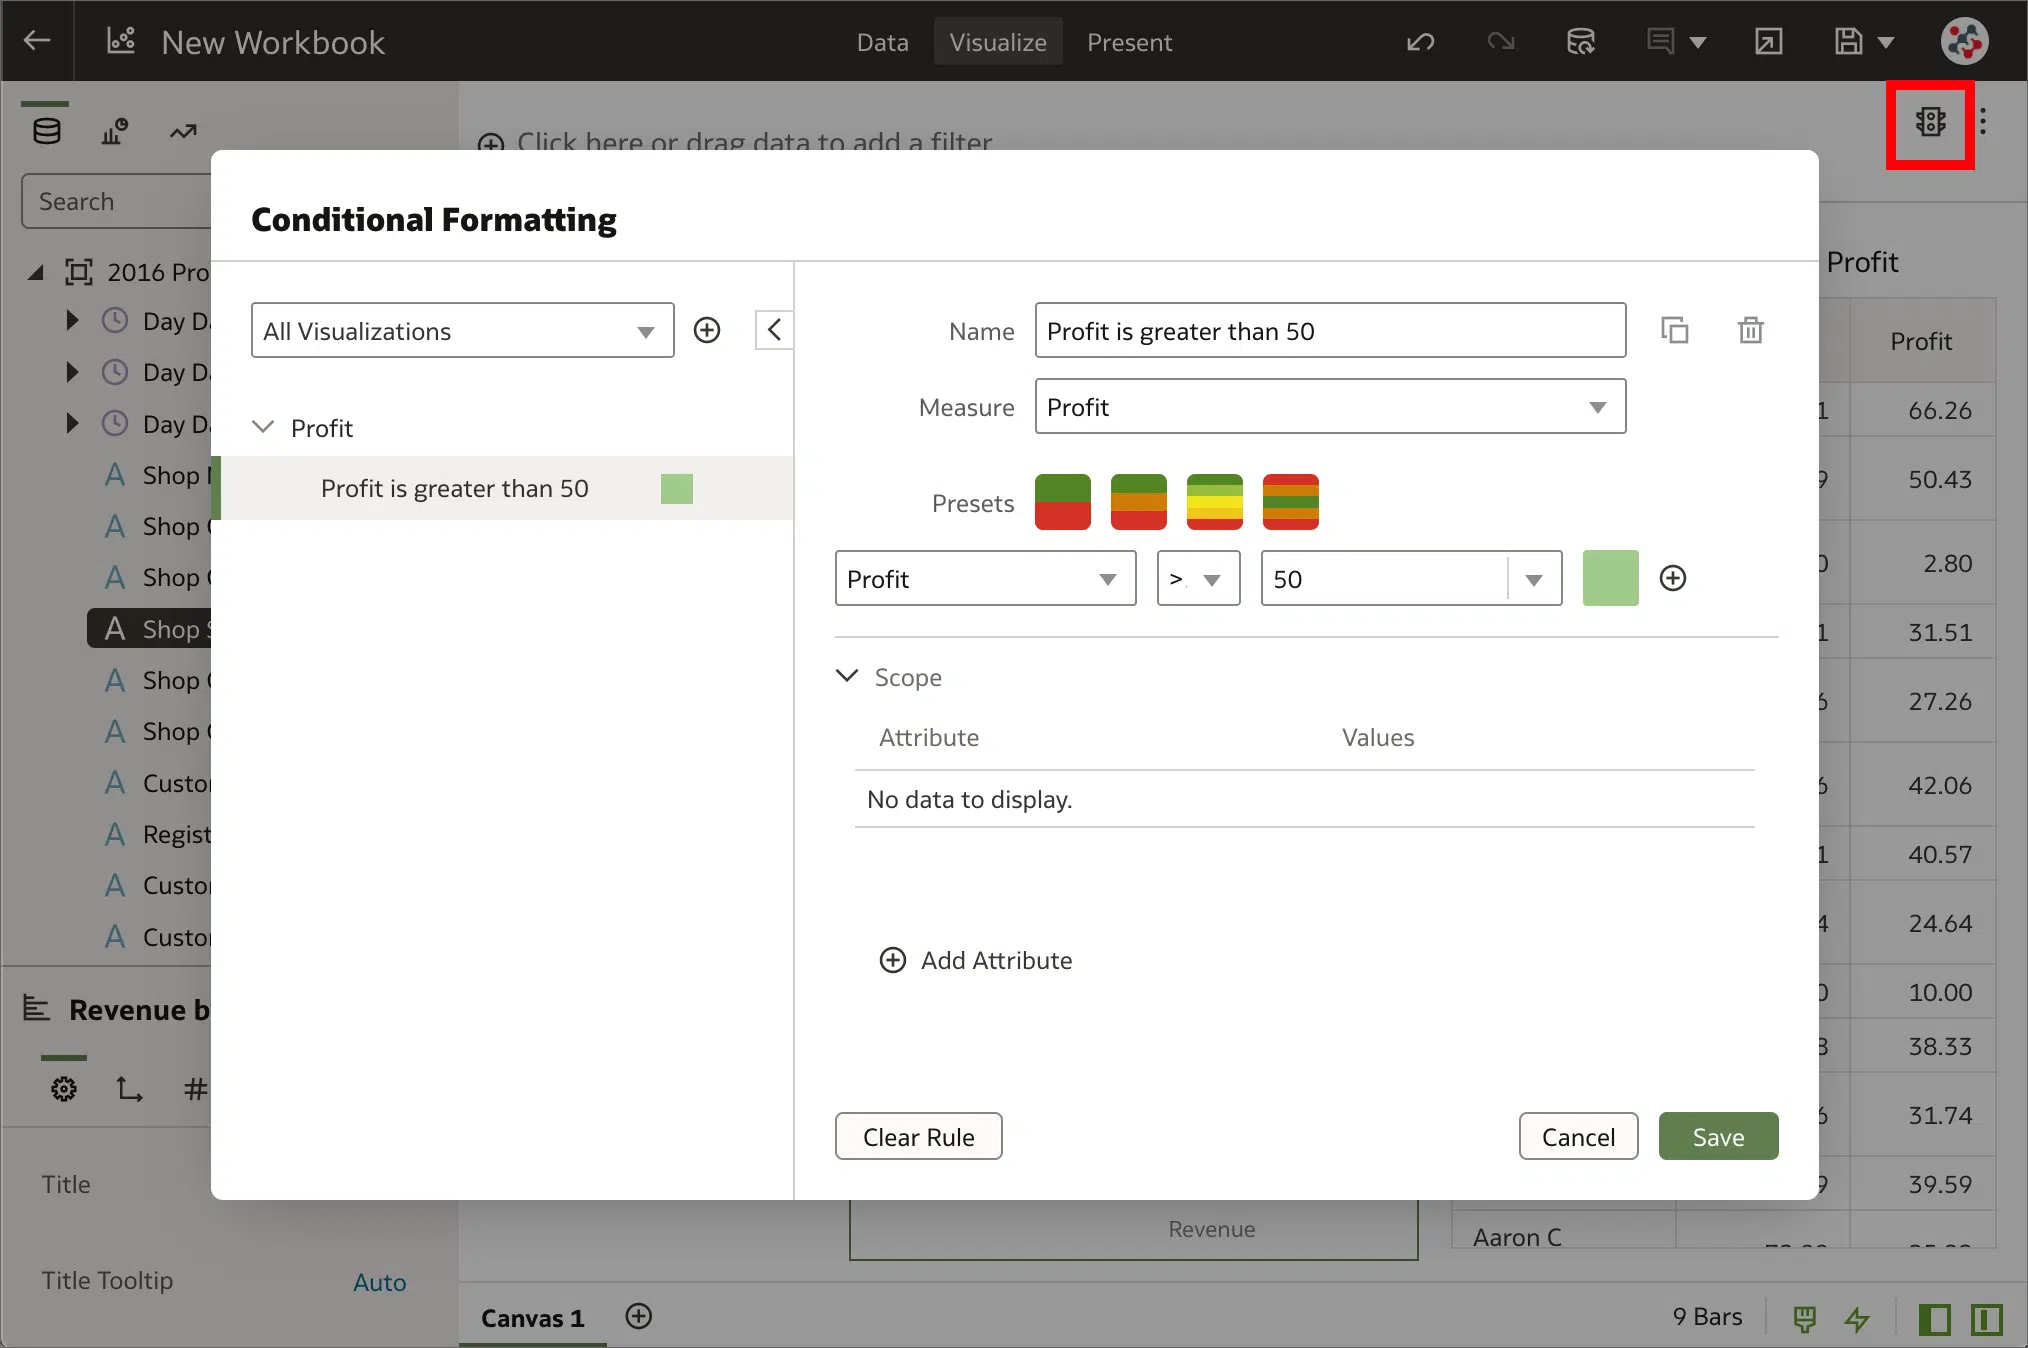 New Workbook
Data Visualize Present
Click here or drag data to add a filter
Search
2016 Pro
Day Da
Day Da
Day Da
Shop
Shop
Shop
Shop
Shop
Shop
Custo
Regist
Custo
Custo
Revenue b
#
Title
Title Tooltip Auto
Conditional Formatting
All Visualizations
Profit
Profit is greater than 50
Name Profit is greater than 50
Measure Profit
Presets
Profit > 50
Scope
Attribute Values
No data to display.
Add Attribute
Clear Rule Cancel Save
Profit
Profit
1 66.26
9 50.43
0 2.80
1 31.51
6 27.26
6 42.06
1 40.57
4 24.64
0 10.00
8 38.33
6 31.74
9 39.59
Aaron C
Revenue
Canvas 1
9 Bars